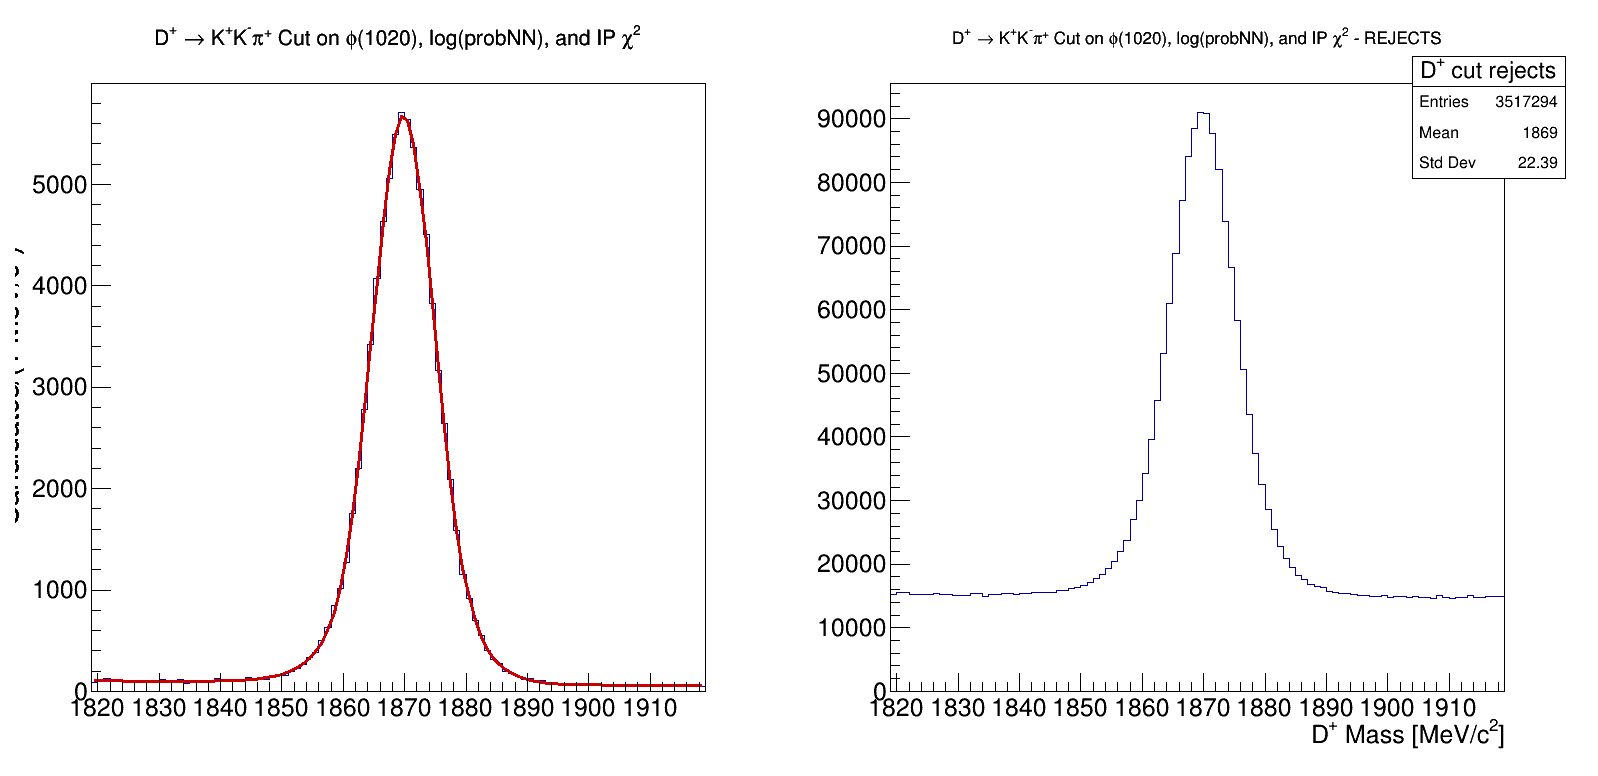 D⁺ → K⁺K⁻π⁺ Cut on ϕ(1020), log(probNN), and IP χ²
5000
4000
3000
2000
1000
0
1820 1830 1840 1850 1860 1870 1880 1890 1900 1910
D⁺ → K⁺K⁻π⁺ Cut on ϕ(1020), log(probNN), and IP χ² - REJECTS
D⁺ cut rejects
Entries 3517294
Mean 1869
Std Dev 22.39
90000
80000
70000
60000
50000
40000
30000
20000
10000
0
1820 1830 1840 1850 1860 1870 1880 1890 1900 1910
D⁺ Mass [MeV/c²]